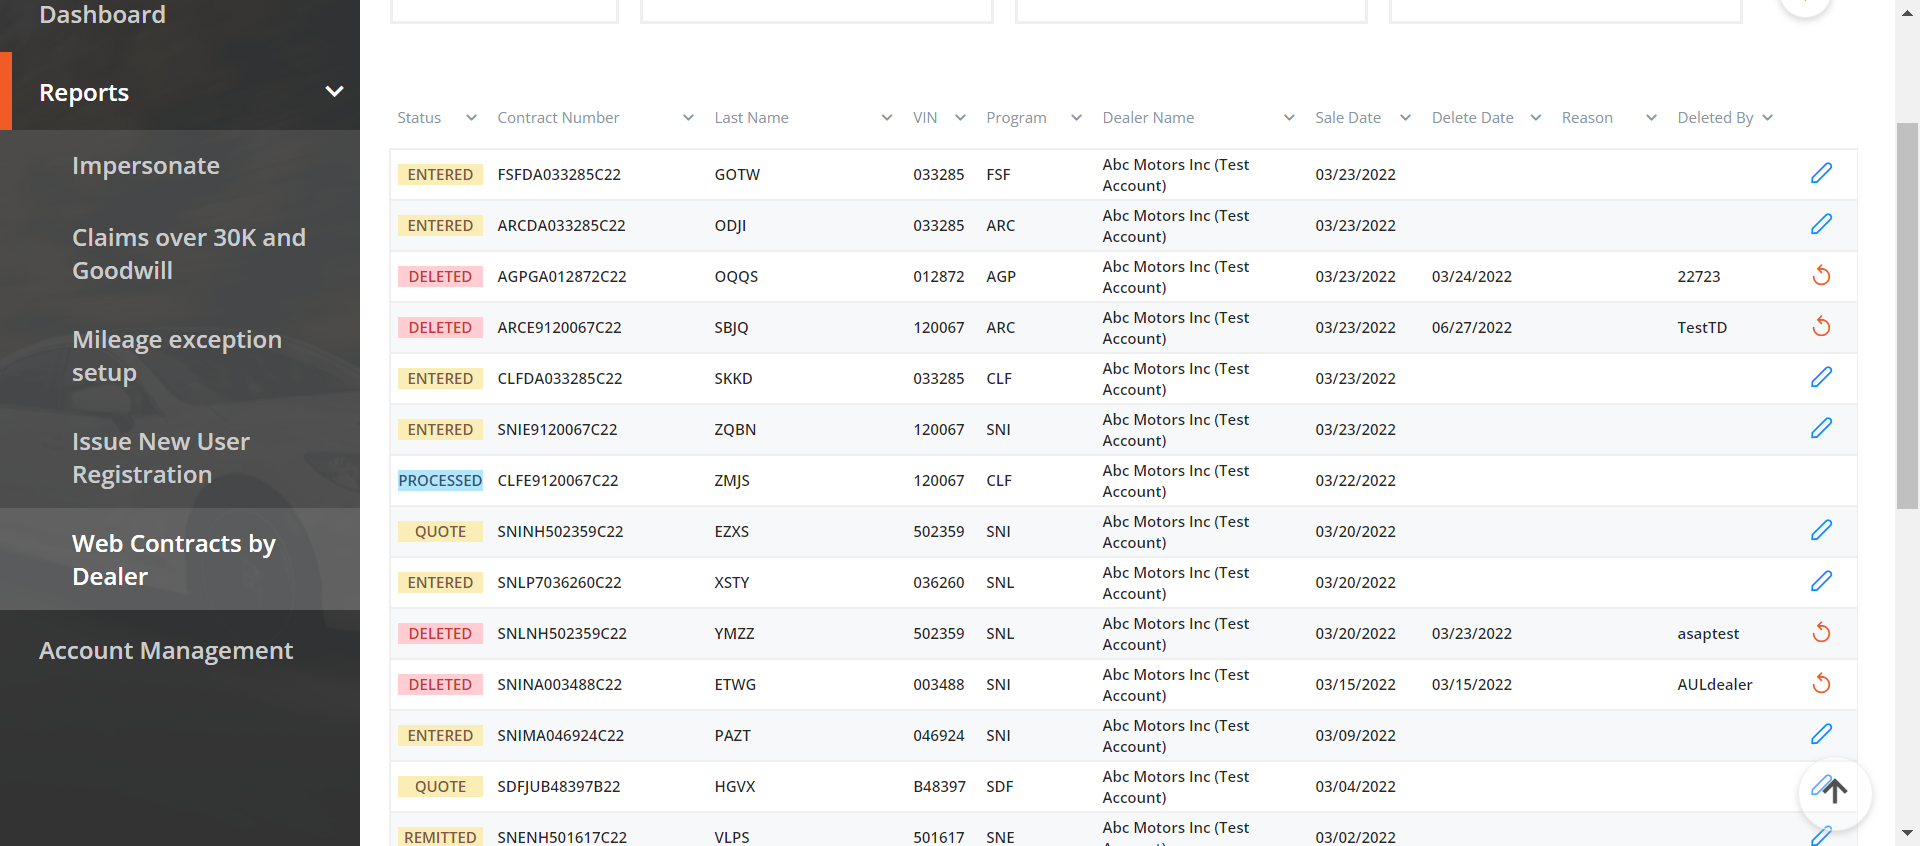 Dashboard
Reports
Impersonate
Claims over 30K and
Goodwill
Mileage exception
setup
Issue New User
Registration
Web Contracts by
Dealer
Account Management
Status Contract Number Last Name VIN Program Dealer Name Sale Date Delete Date Reason Deleted By
ENTERED FSFDA033285C22 GOTW 033285 FSF Abc Motors Inc (Test
Account) 03/23/2022
ENTERED ARCDA033285C22 ODJI 033285 ARC Abc Motors Inc (Test
Account) 03/23/2022
DELETED AGPGA012872C22 OQQS 012872 AGP Abc Motors Inc (Test
Account) 03/23/2022 03/24/2022 22723
DELETED ARCE9120067C22 SBJQ 120067 ARC Abc Motors Inc (Test
Account) 03/23/2022 06/27/2022 TestTD
ENTERED CLFDA033285C22 SKKD 033285 CLF Abc Motors Inc (Test
Account) 03/23/2022
ENTERED SNIE9120067C22 ZQBN 120067 SNI Abc Motors Inc (Test
Account) 03/23/2022
PROCESSED CLFE9120067C22 ZMJS 120067 CLF Abc Motors Inc (Test
Account) 03/22/2022
QUOTE SNINH502359C22 EZXS 502359 SNI Abc Motors Inc (Test
Account) 03/20/2022
ENTERED SNLP7036260C22 XSTY 036260 SNL Abc Motors Inc (Test
Account) 03/20/2022
DELETED SNLNH502359C22 YMZZ 502359 SNL Abc Motors Inc (Test
Account) 03/20/2022 03/23/2022 asaptest
DELETED SNINA003488C22 ETWG 003488 SNI Abc Motors Inc (Test
Account) 03/15/2022 03/15/2022 AULdealer
ENTERED SNIMA046924C22 PAZT 046924 SNI Abc Motors Inc (Test
Account) 03/09/2022
QUOTE SDFJUB48397B22 HGVX B48397 SDF Abc Motors Inc (Test
Account) 03/04/2022
REMITTED SNENH501617C22 VLPS 501617 SNE Abc Motors Inc (Test
03/02/2022